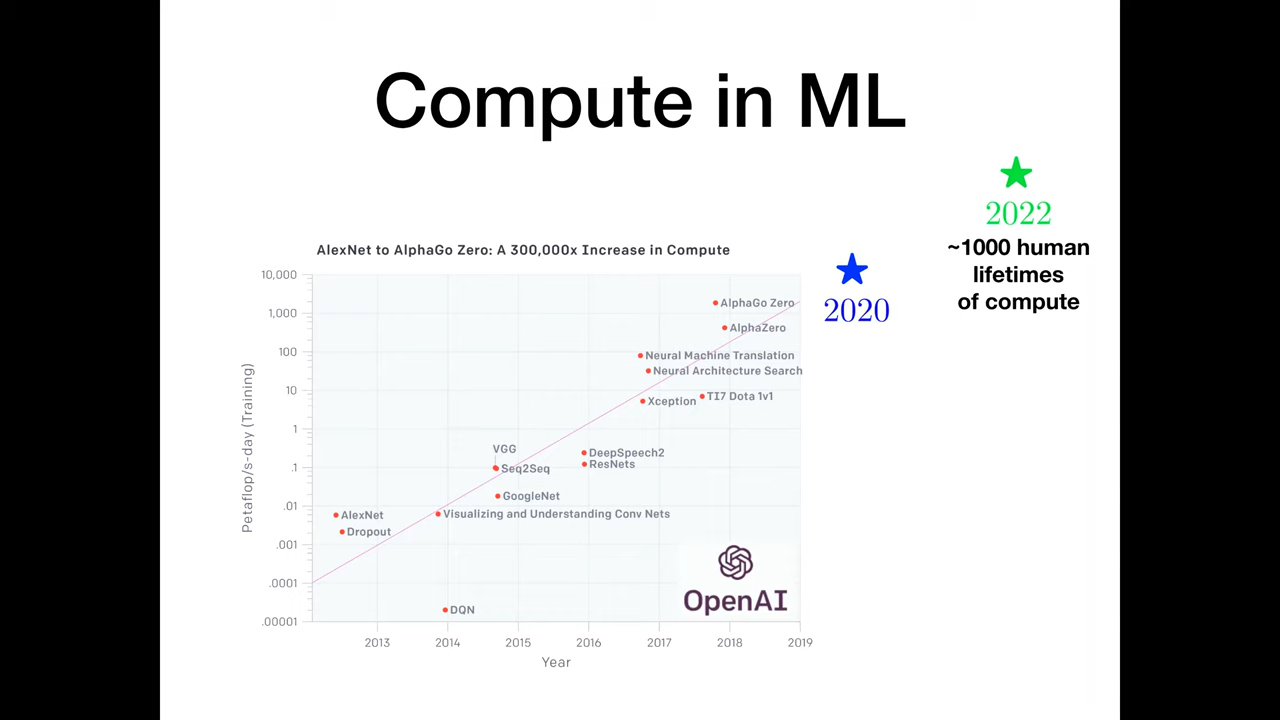 Compute in ML
2022
~1000 human
lifetimes
of compute
2020
AlexNet to AlphaGo Zero: A 300,000x Increase in Compute
10,000
1,000
100
10
1
.1
.01
.001
.0001
.00001
Petaflop/s-day (Training)
AlphaGo Zero
AlphaZero
Neural Machine Translation
Neural Architecture Search
TI7 Dota 1v1
Xception
VGG
DeepSpeech2
ResNets
Seq2Seq
GoogleNet
Visualizing and Understanding Conv Nets
AlexNet
Dropout
DQN
OpenAI
2013 2014 2015 2016 2017 2018 2019
Year